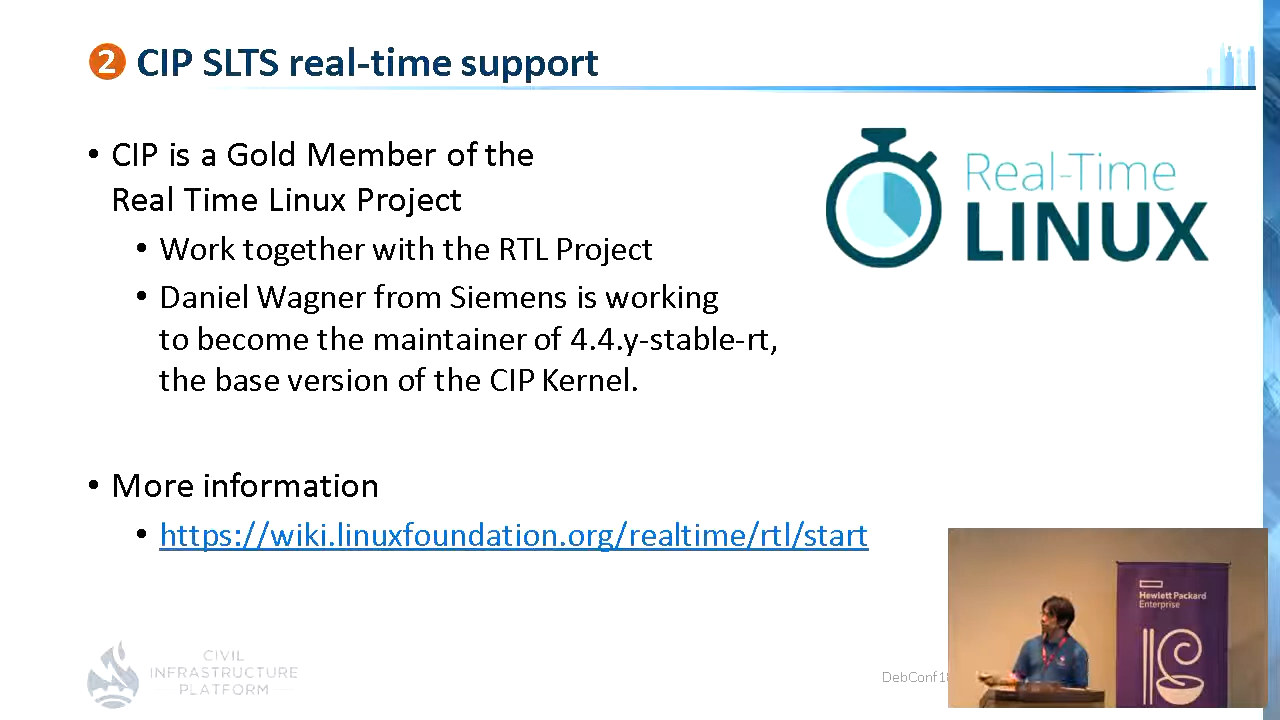 ❷ CIP SLTS real-time support
• CIP is a Gold Member of the
Real Time Linux Project
• Work together with the RTL Project
• Daniel Wagner from Siemens is working
to become the maintainer of 4.4.y-stable-rt,
the base version of the CIP Kernel.
• More information
• https://wiki.linuxfoundation.org/realtime/rtl/start
Real-Time
LINUX
CIVIL
INFRASTRUCTURE
PLATFORM
Hewlett Packard
Enterprise